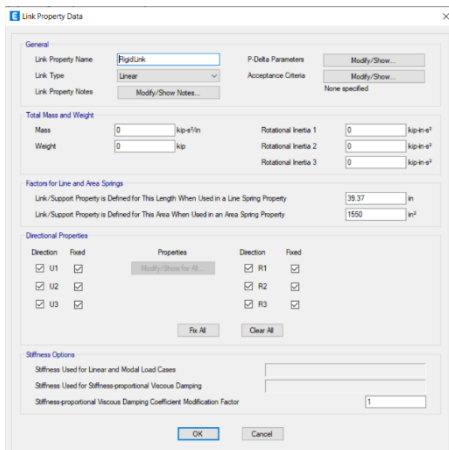 E Link Property Data
General
Link Property Name RigidLink P-Delta Parameters Modify/Show...
Link Type Linear Acceptance Criteria Modify/Show...
Link Property Notes Modify/Show Notes... None specified
Total Mass and Weight
Mass 0 kip-s²/in Rotational Inertia 1 0 kip-in-s²
Weight 0 kip Rotational Inertia 2 0 kip-in-s²
Rotational Inertia 3 0 kip-in-s²
Factors for Line and Area Springs
Link/Support Property is Defined for This Length When Used in a Line Spring Property 39.37 in
Link/Support Property is Defined for This Area When Used in an Area Spring Property 1550 in²
Directional Properties
Direction Fixed Properties Direction Fixed
U1 Modify/Show for All... R1
U2 R2
U3 R3
Fix All Clear All
Stiffness Options
Stiffness Used for Linear and Modal Load Cases
Stiffness Used for Stiffness-proportional Viscous Damping
Stiffness-proportional Viscous Damping Coefficient Modification Factor 1
OK Cancel